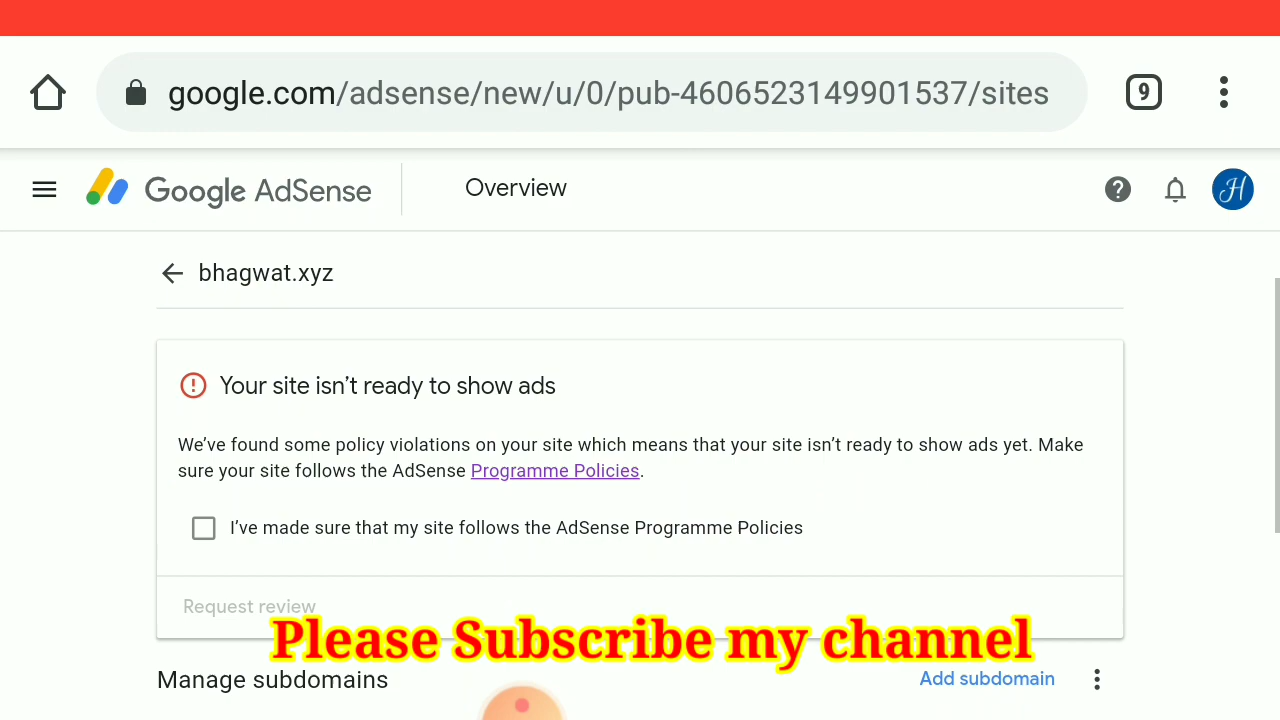 google.com/adsense/new/u/0/pub-4606523149901537/sites
9
Google AdSense
Overview
H
bhagwat.xyz
Your site isn’t ready to show ads
We’ve found some policy violations on your site which means that your site isn’t ready to show ads yet. Make
sure your site follows the AdSense Programme Policies.
I’ve made sure that my site follows the AdSense Programme Policies
Request review
Please Subscribe my channel
Manage subdomains
Add subdomain